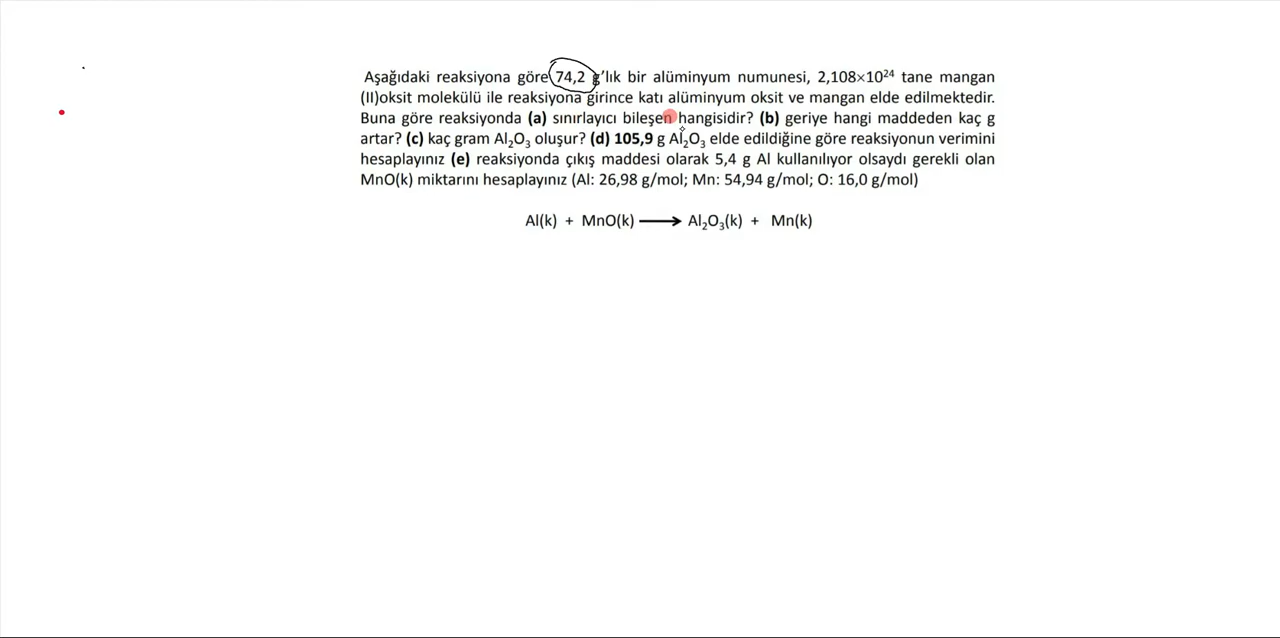 Aşağıdaki reaksiyona göre 74,2 g'lık bir alüminyum numunesi, 2,108×10²⁴ tane mangan
(II)oksit molekülü ile reaksiyona girince katı alüminyum oksit ve mangan elde edilmektedir.
Buna göre reaksiyonda (a) sınırlayıcı bileşen hangisidir? (b) geriye hangi maddeden kaç g
artar? (c) kaç gram Al₂O₃ oluşur? (d) 105,9 g Al₂O₃ elde edildiğine göre reaksiyonun verimini
hesaplayınız (e) reaksiyonda çıkış maddesi olarak 5,4 g Al kullanılıyor olsaydı gerekli olan
MnO(k) miktarını hesaplayınız (Al: 26,98 g/mol; Mn: 54,94 g/mol; O: 16,0 g/mol)
Al(k) + MnO(k) ⟶ Al₂O₃(k) + Mn(k)